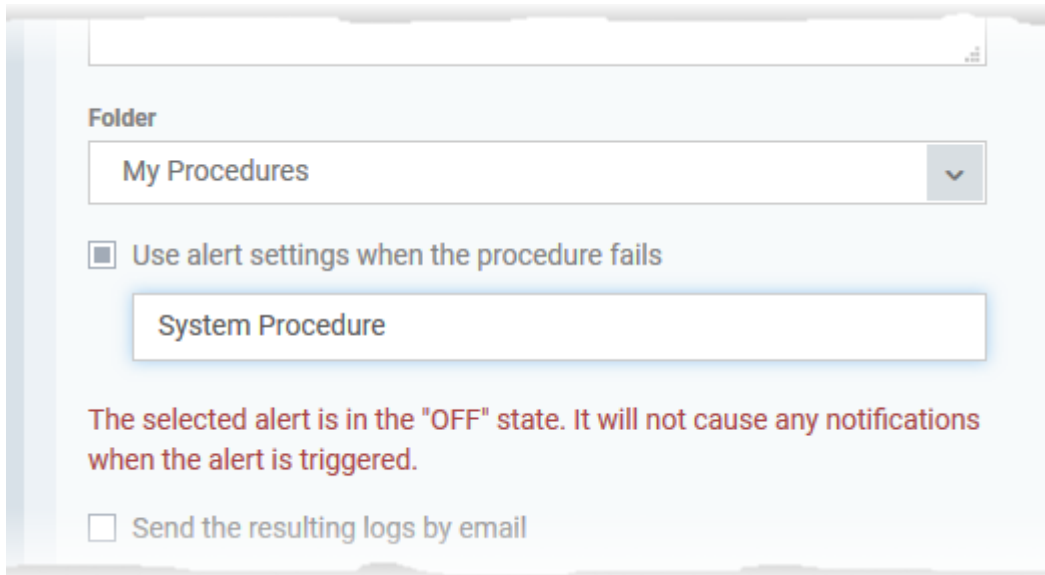 Folder
My Procedures
Use alert settings when the procedure fails
System Procedure
The selected alert is in the "OFF" state. It will not cause any notifications
when the alert is triggered.
Send the resulting logs by email